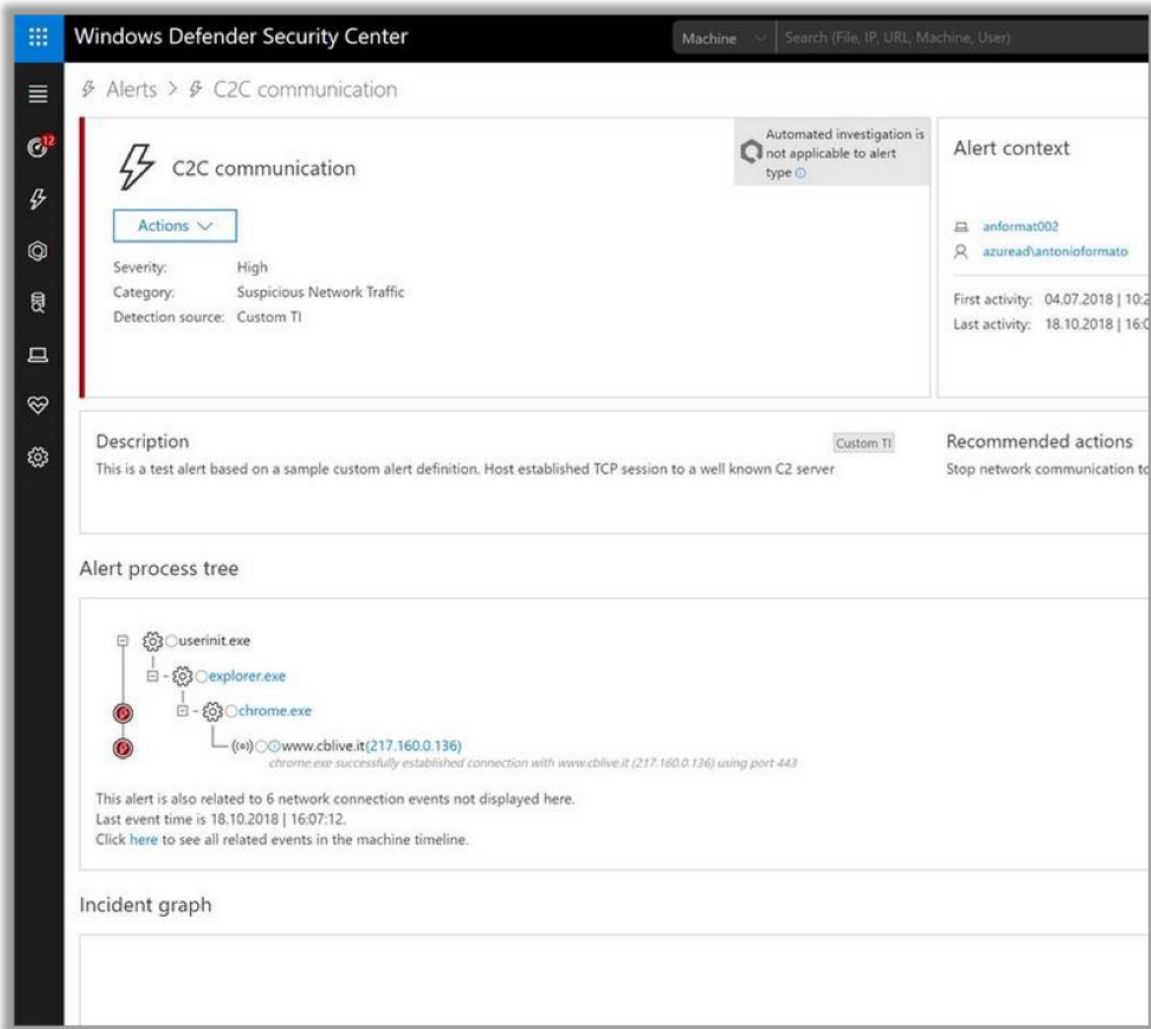 Windows Defender Security Center
Machine
Search (File, IP, URL, Machine, User)
Alerts > C2C communication
12
C2C communication
Automated investigation is
not applicable to alert
type
Actions
Severity: High
Category: Suspicious Network Traffic
Detection source: Custom TI
Alert context
anformat002
azuread\antonioformato
First activity: 04.07.2018 | 10:2
Last activity: 18.10.2018 | 16:0
Description
Custom TI
This is a test alert based on a sample custom alert definition. Host established TCP session to a well known C2 server
Recommended actions
Stop network communication to
Alert process tree
userinit.exe
explorer.exe
chrome.exe
www.cblive.it(217.160.0.136)
chrome.exe successfully established connection with www.cblive.it (217.160.0.136) using port 443
This alert is also related to 6 network connection events not displayed here.
Last event time is 18.10.2018 | 16:07:12.
Click here to see all related events in the machine timeline.
Incident graph